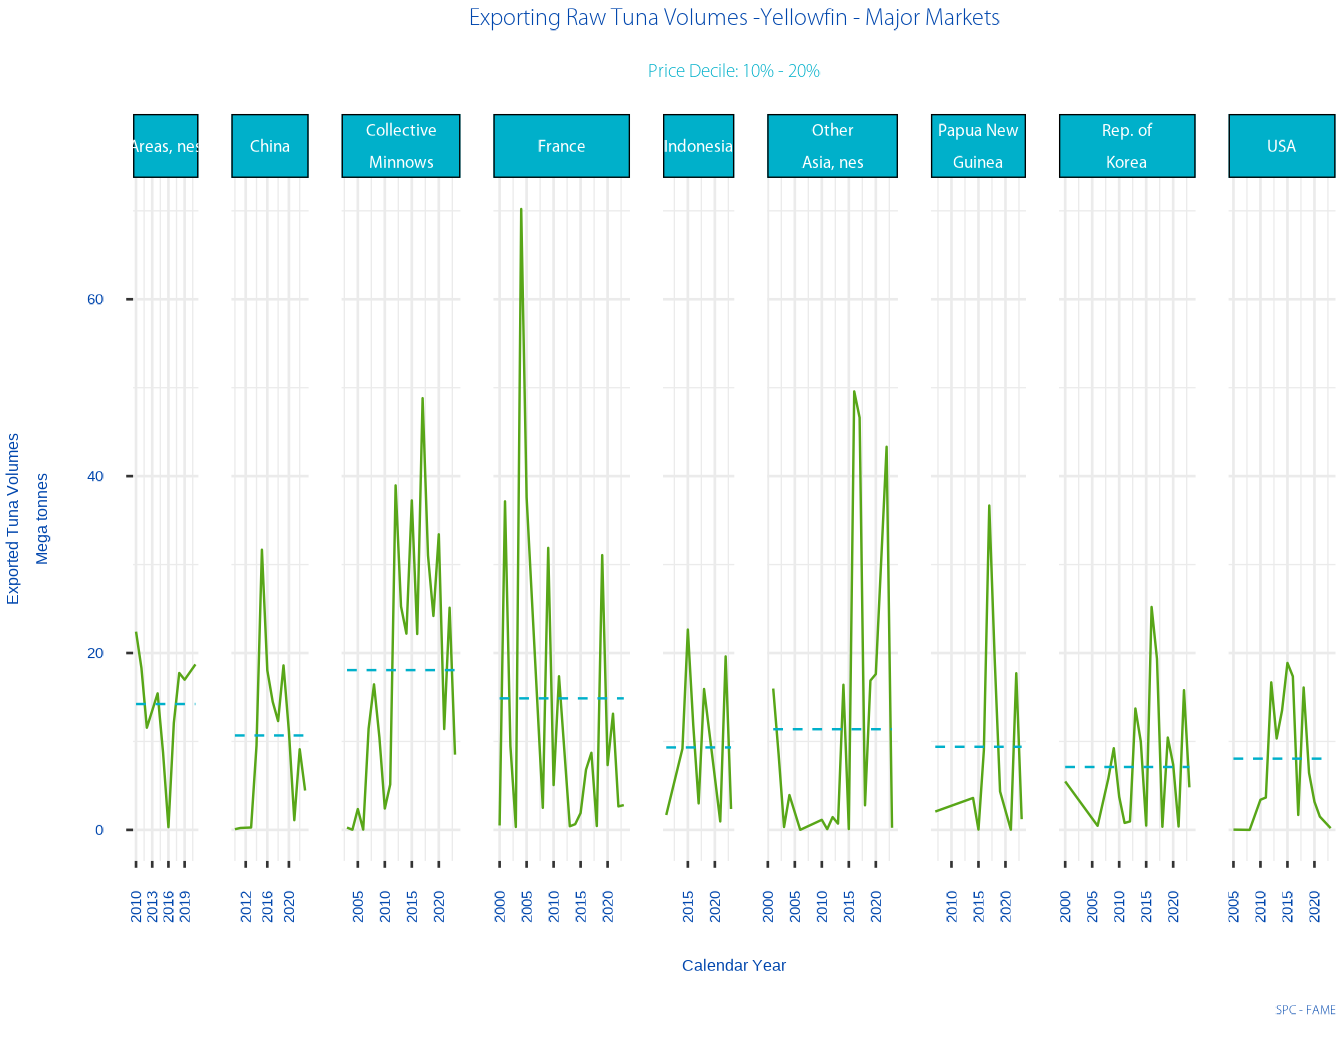 Exporting Raw Tuna Volumes -Yellowfin - Major Markets
Price Decile: 10% - 20%
Areas, nes
China
Collective
Minnows
France
Indonesia
Other
Asia, nes
Papua New
Guinea
Rep. of
Korea
USA
Exported Tuna Volumes
Mega tonnes
60
40
20
0
2010 2013 2016 2019
2012 2016 2020
2005 2010 2015 2020
2000 2005 2010 2015 2020
2015 2020
2000 2005 2010 2015 2020
2010 2015 2020
2000 2005 2010 2015 2020
2005 2010 2015 2020
Calendar Year
SPC - FAME